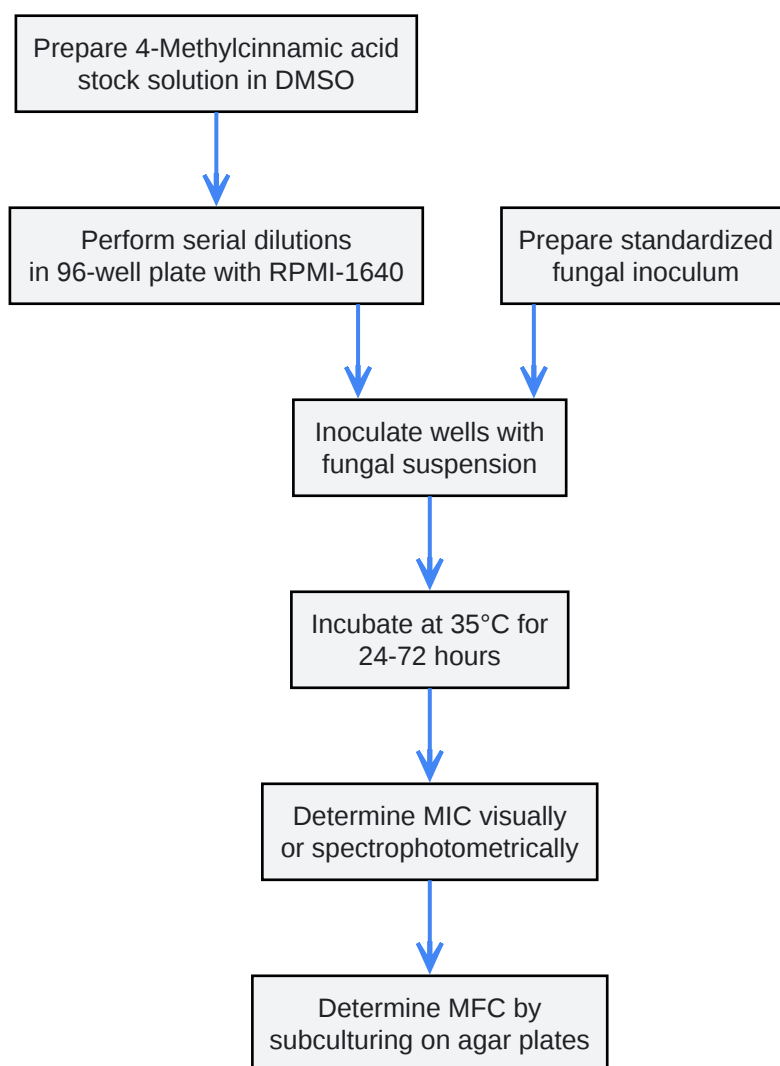 Prepare 4-Methylcinnamic acid
stock solution in DMSO
Perform serial dilutions
in 96-well plate with RPMI-1640
Prepare standardized
fungal inoculum
Inoculate wells with
fungal suspension
Incubate at 35°C for
24-72 hours
Determine MIC visually
or spectrophotometrically
Determine MFC by
subculturing on agar plates